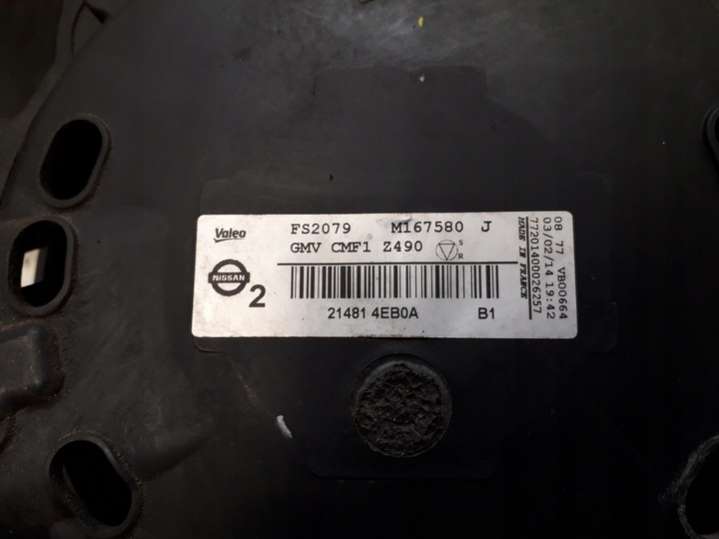 Valeo FS2079 M167580 J
GMV CMF1 Z490 S R
NISSAN 2
21481 4EB0A B1
MADE IN FRANCE
772014000026257
03/02/14 19:42
08 77 VB00664